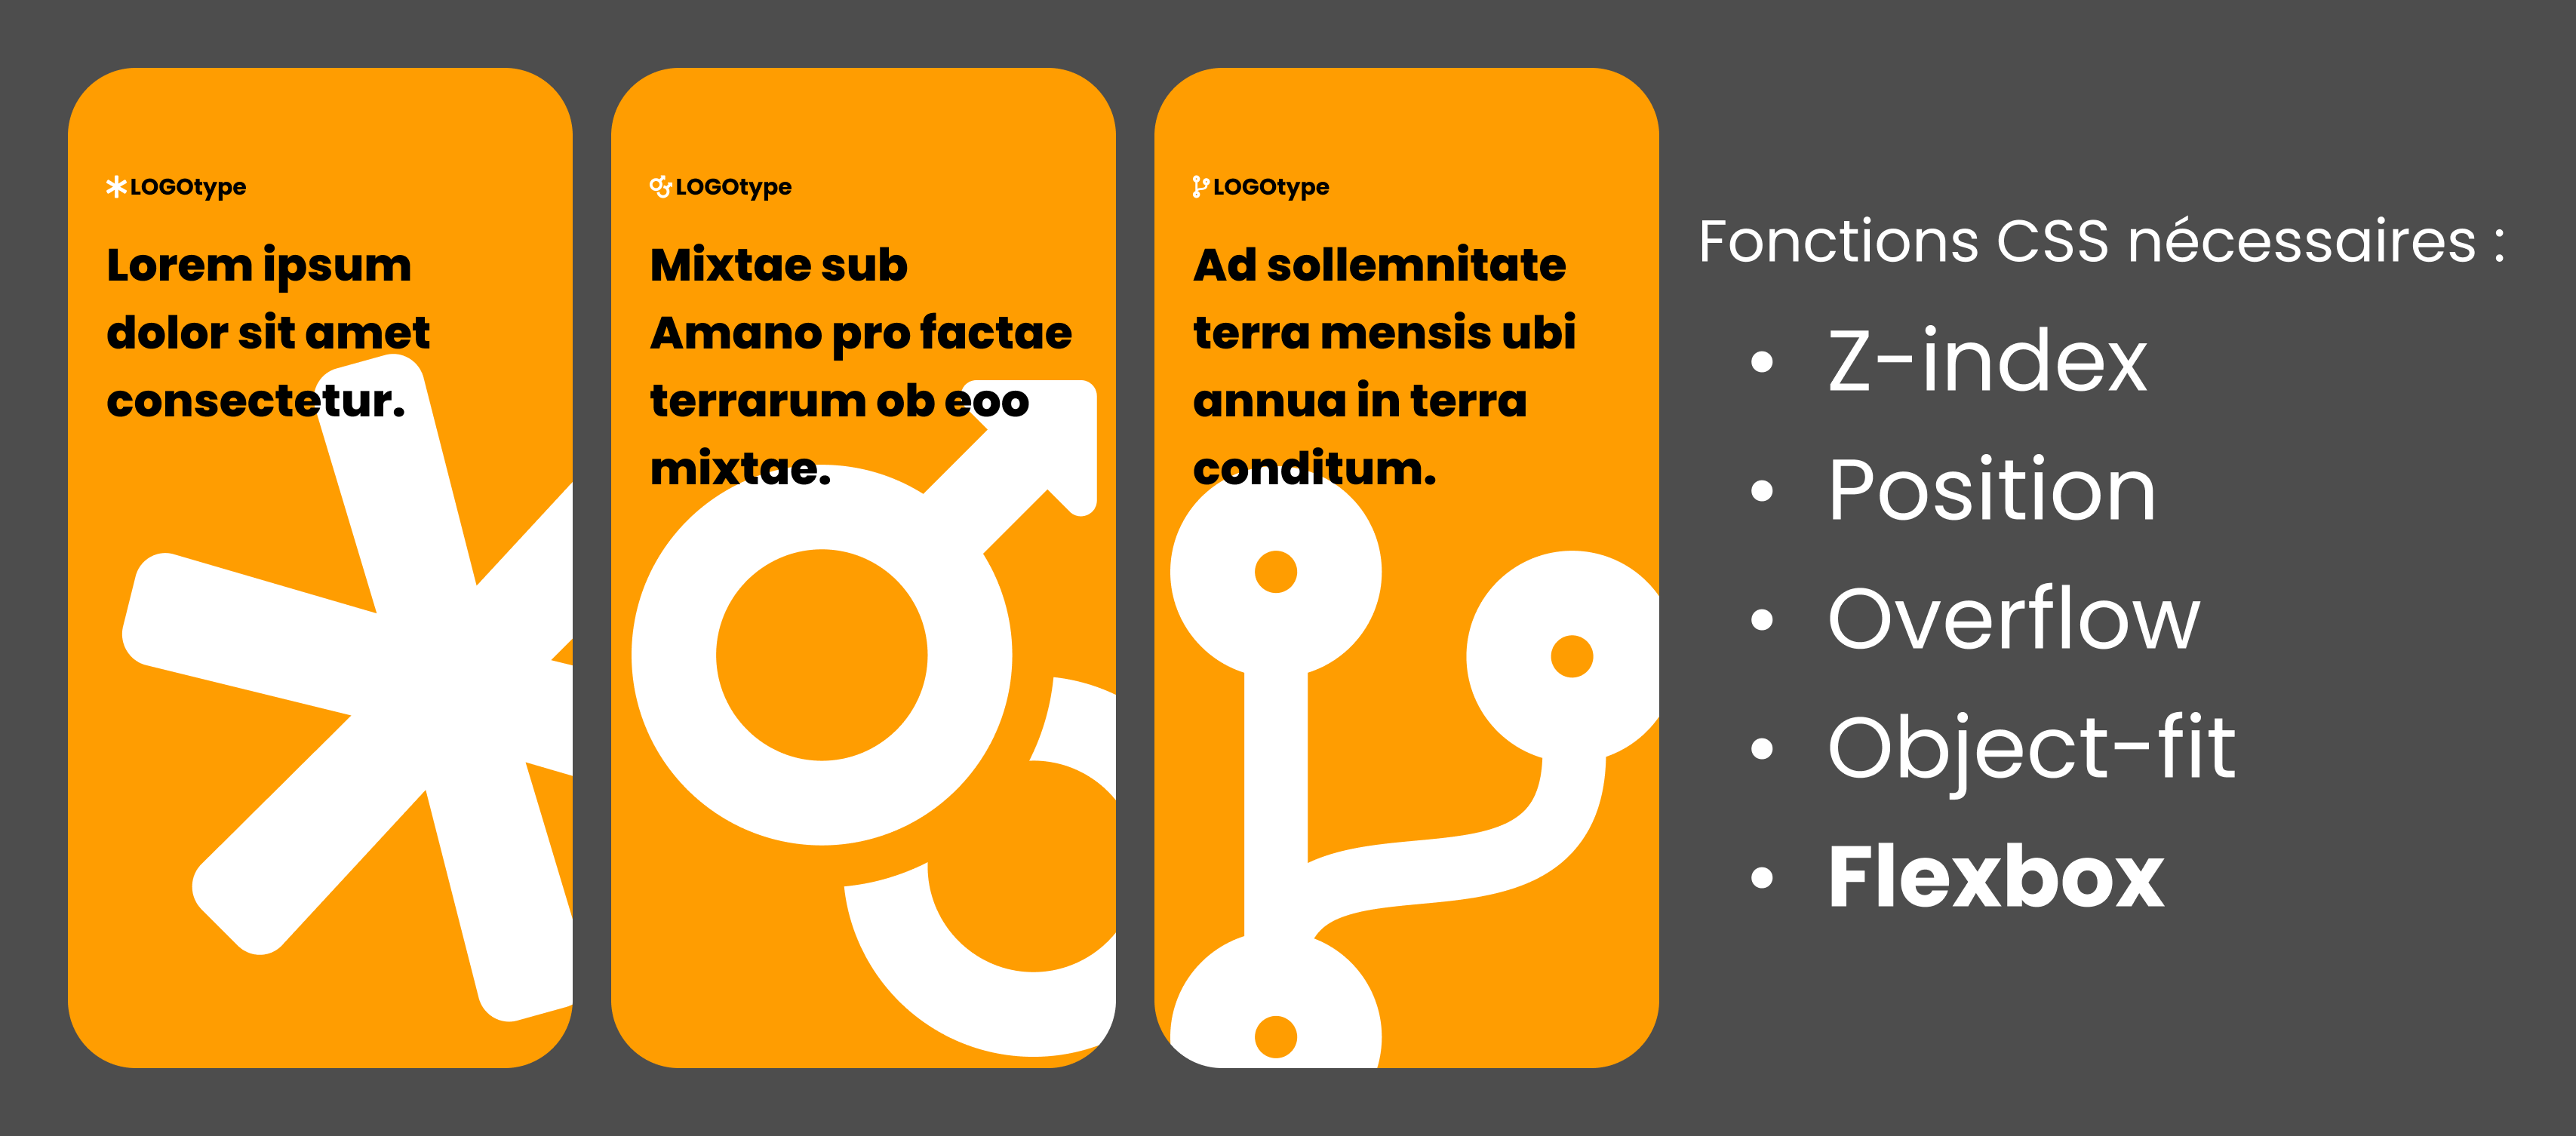 LOGOtype
Lorem ipsum
dolor sit amet
consectetur.
LOGOtype
Mixtae sub
Amano pro factae
terrarum ob eoo
mixtae.
LOGOtype
Ad sollemnitate
terra mensis ubi
annua in terra
conditum.
Fonctions CSS nécessaires :
• Z-index
• Position
• Overflow
• Object-fit
• Flexbox